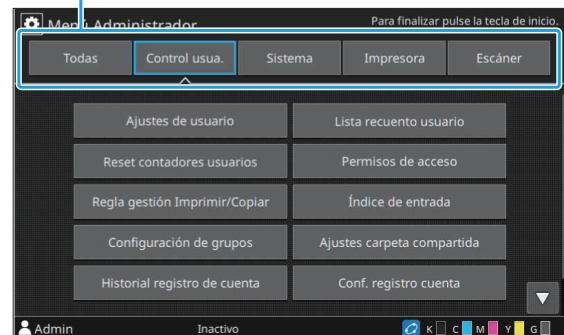 Menú Administrador
Para finalizar pulse la tecla de inicio.
Todas
Control usua.
Sistema
Impresora
Escáner
Ajustes de usuario
Lista recuento usuario
Reset contadores usuarios
Permisos de acceso
Regla gestión Imprimir/Copiar
Índice de entrada
Configuración de grupos
Ajustes carpeta compartida
Historial registro de cuenta
Conf. registro cuenta
Admin
Inactivo
K C M Y G